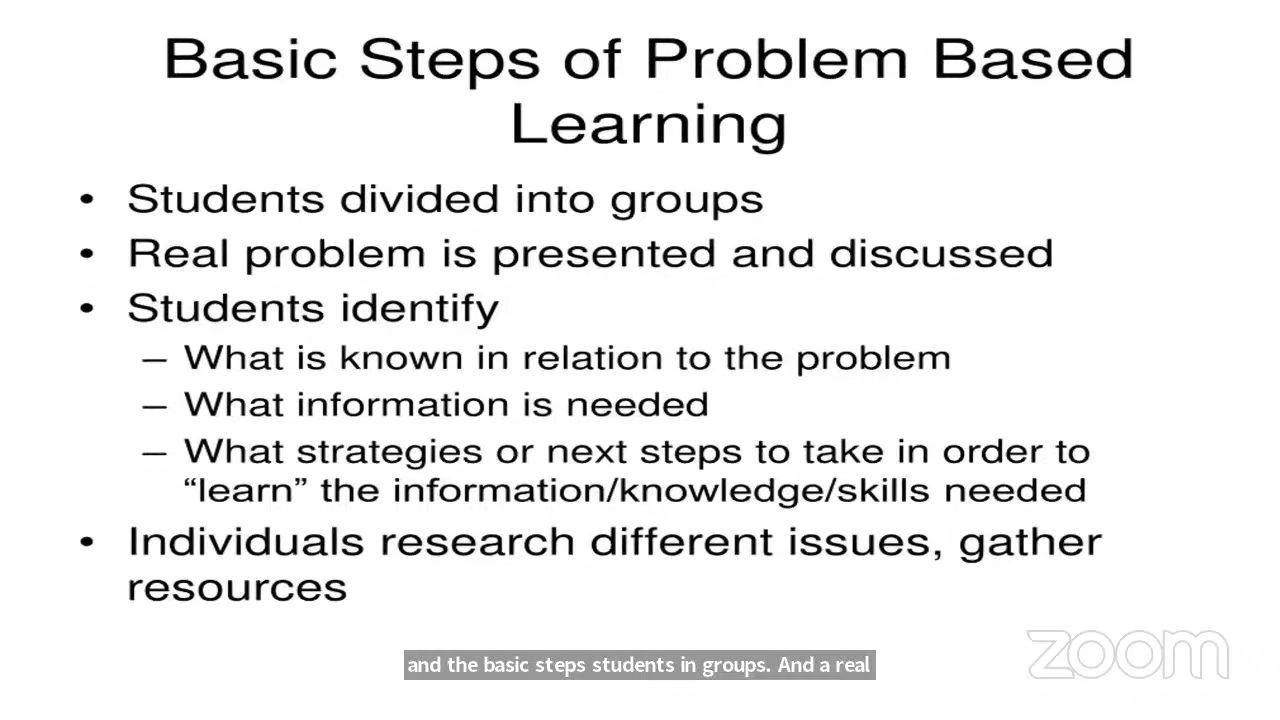 Basic Steps of Problem Based
Learning
• Students divided into groups
• Real problem is presented and discussed
• Students identify
– What is known in relation to the problem
– What information is needed
– What strategies or next steps to take in order to
“learn” the information/knowledge/skills needed
• Individuals research different issues, gather
resources
zoom
and the basic steps students in groups. And a real